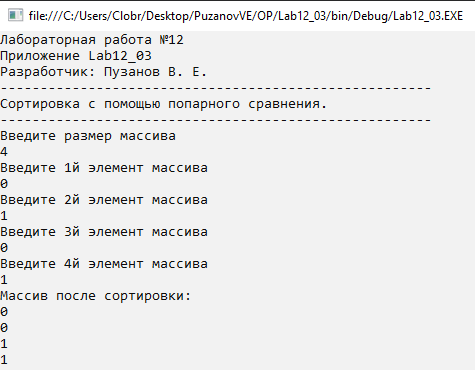 file:///C:/Users/Clobr/Desktop/PuzanovVE/OP/Lab12_03/bin/Debug/Lab12_03.EXE
Лабораторная работа №12
Приложение Lab12_03
Разработчик: Пузанов В. Е.
------------------------------------------------------
Сортировка с помощью попарного сравнения.
------------------------------------------------------
Введите размер массива
4
Введите 1й элемент массива
0
Введите 2й элемент массива
1
Введите 3й элемент массива
0
Введите 4й элемент массива
1
Массив после сортировки:
0
0
1
1